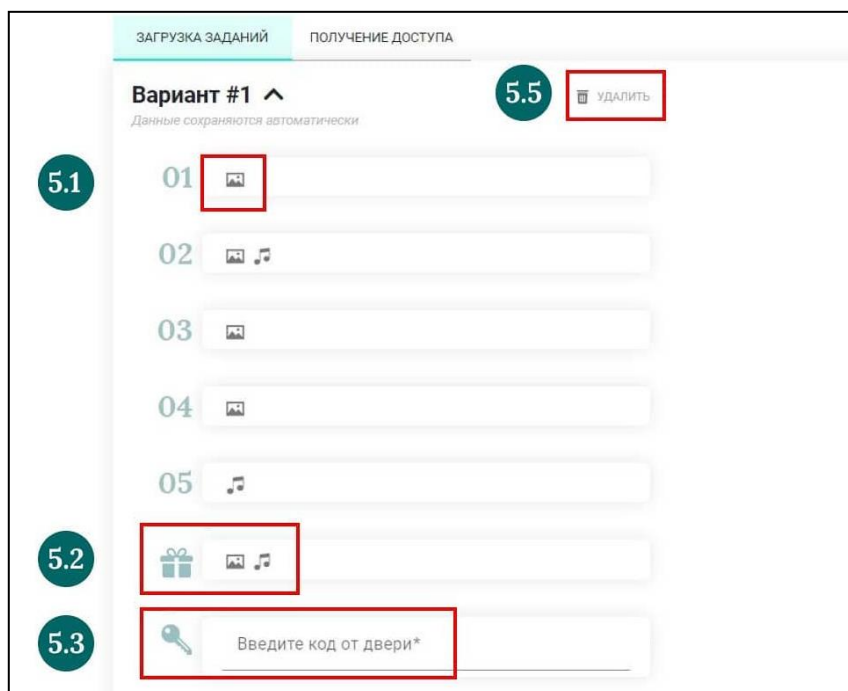 ЗАГРУЗКА ЗАДАНИЙ ПОЛУЧЕНИЕ ДОСТУПА
Вариант #1 5.5 УДАЛИТЬ
Данные сохраняются автоматически
5.1 01
02
03
04
05
5.2
5.3 Введите код от двери*